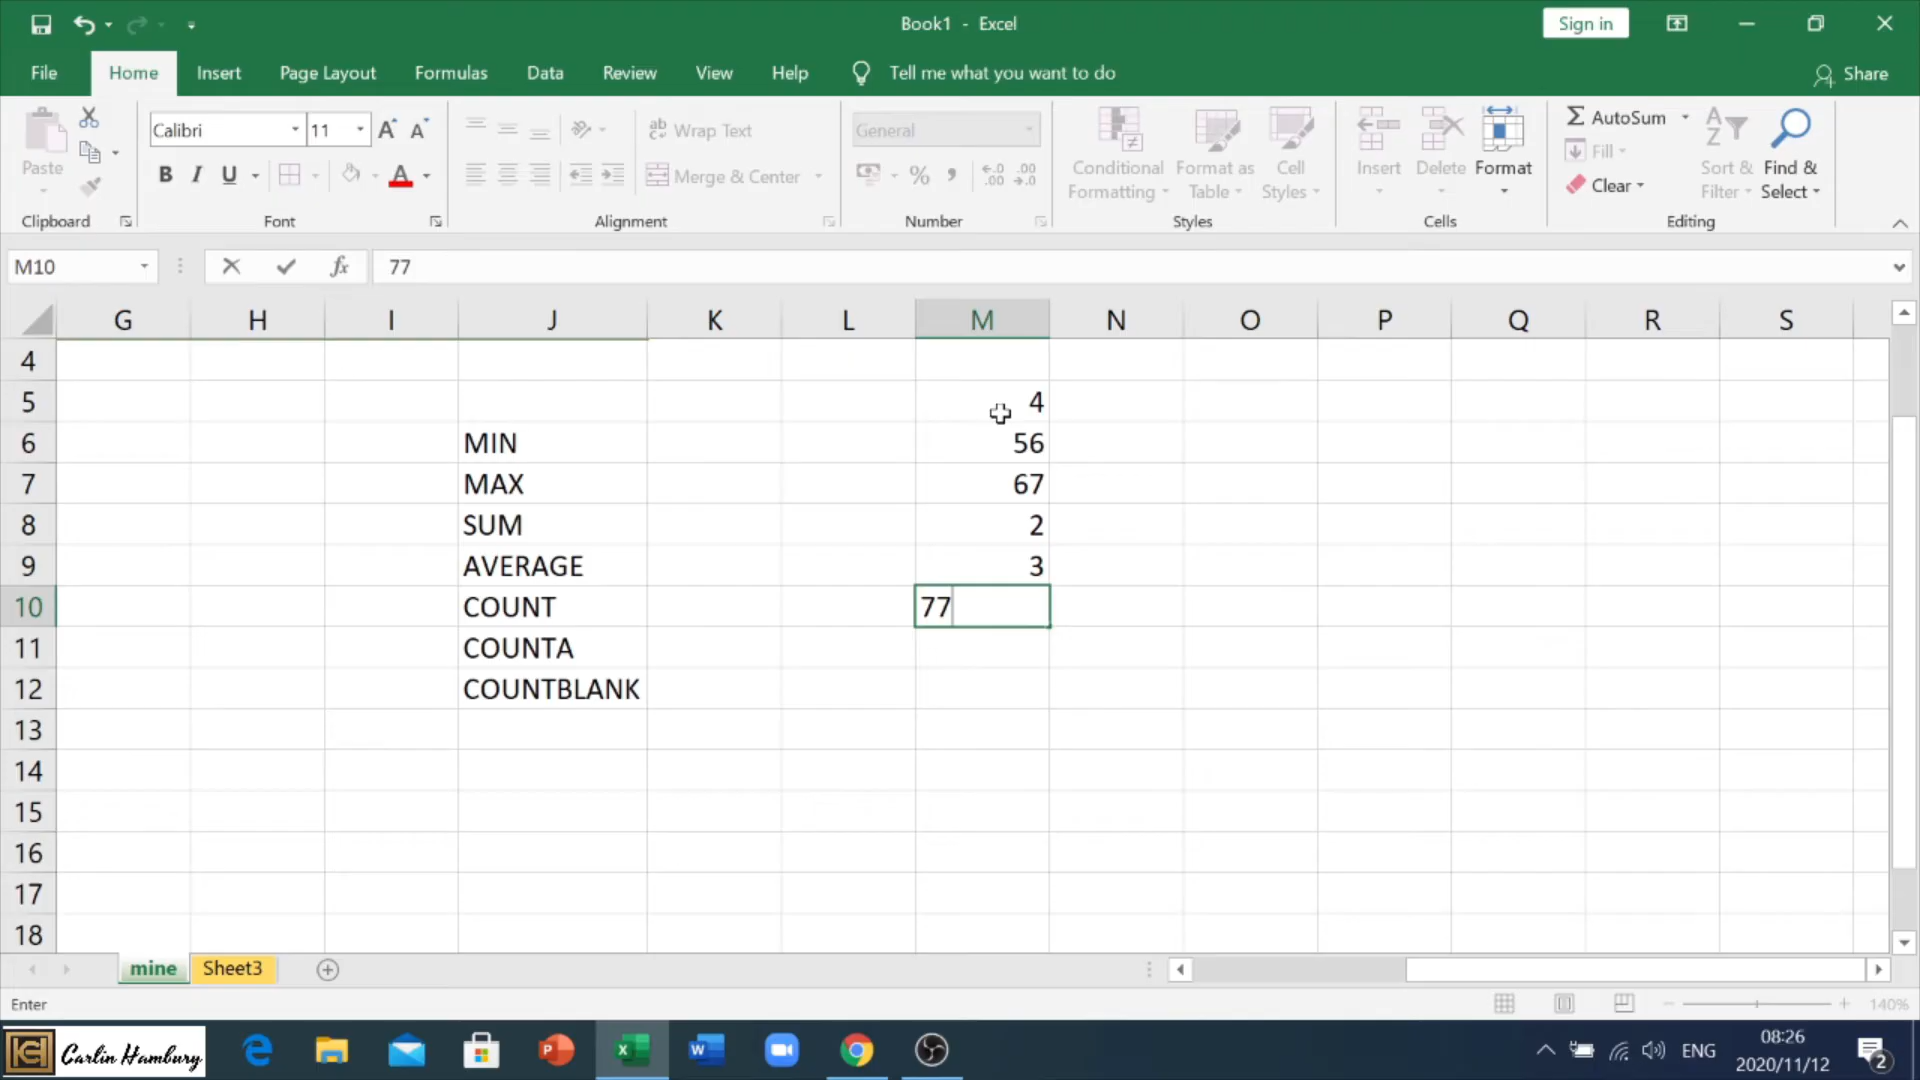 Book1 - Excel
Sign in
File Home Insert Page Layout Formulas Data Review View Help Tell me what you want to do Share
Paste
Clipboard
Calibri 11 A A
B I U A
Font
ab Wrap Text
Merge & Center
Alignment
General
% , .00
Number
Conditional Formatting
Format as Table
Cell Styles
Styles
Insert Delete Format
Cells
Σ AutoSum
Fill
Clear
Sort & Filter
Find & Select
Editing
M10 fx 77
G H I J K L M N O P Q R S
4
5 4
6 MIN 56
7 MAX 67
8 SUM 2
9 AVERAGE 3
10 COUNT 77
11 COUNTA
12 COUNTBLANK
13
14
15
16
17
18
mine Sheet3
Enter 140%
Carlin Hambury
ENG 08:26
2020/11/12 2